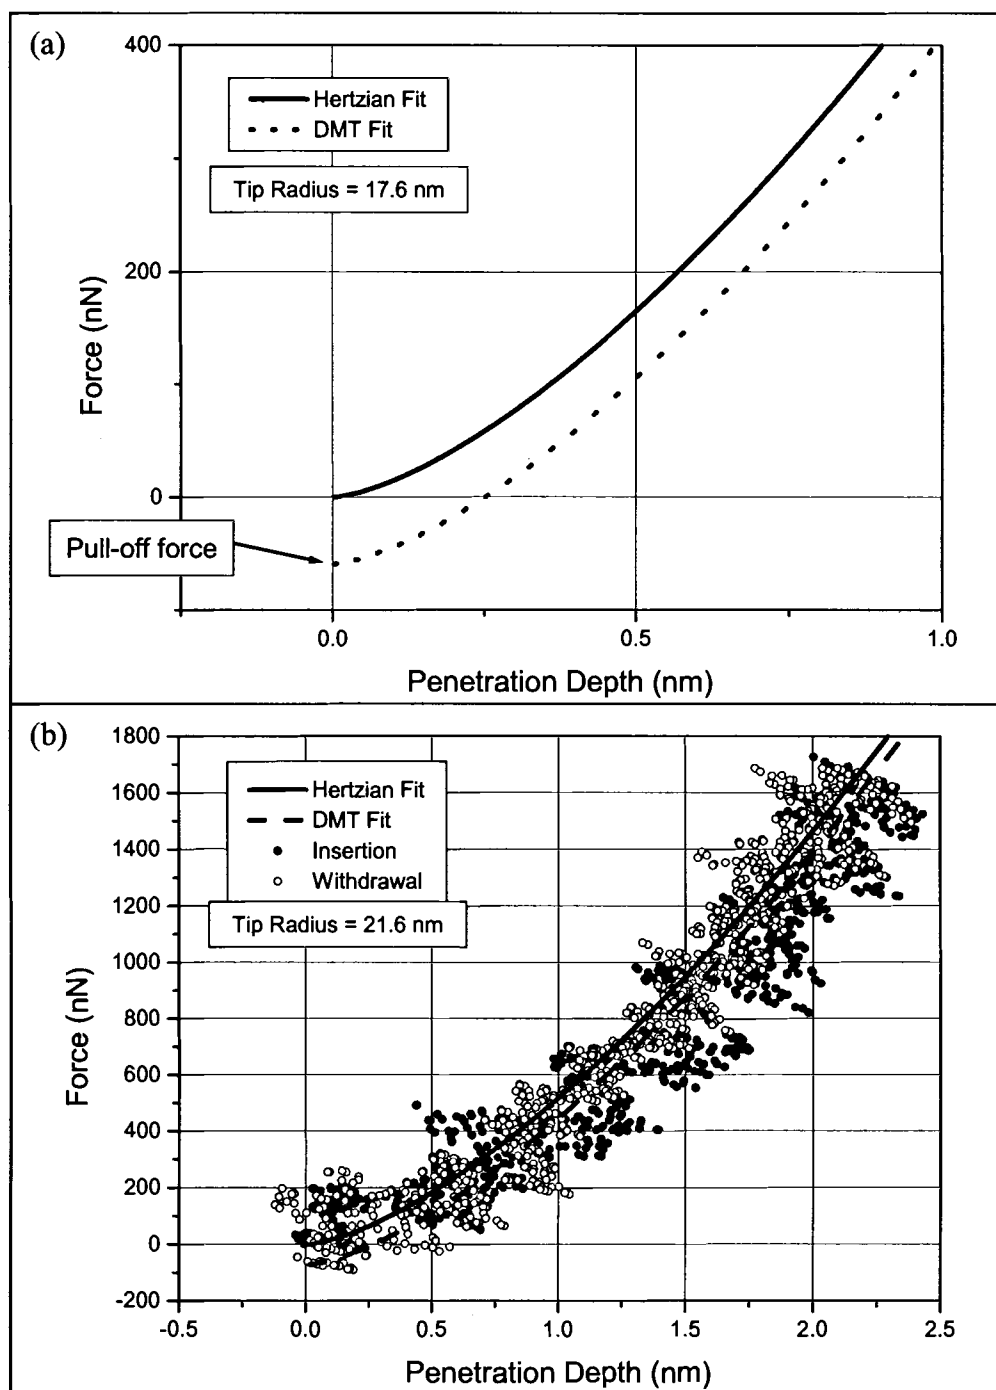 (a)
400
Hertzian Fit
DMT Fit
Tip Radius = 17.6 nm
200
Force (nN)
0
Pull-off force
0.0
0.5
1.0
Penetration Depth (nm)
(b)
1800
Hertzian Fit
1600
DMT Fit
1400
Insertion
Withdrawal
1200
Tip Radius = 21.6 nm
1000
Force (nN)
800
600
400
200
0
-200
-0.5
0.0
0.5
1.0
1.5
2.0
2.5
Penetration Depth (nm)